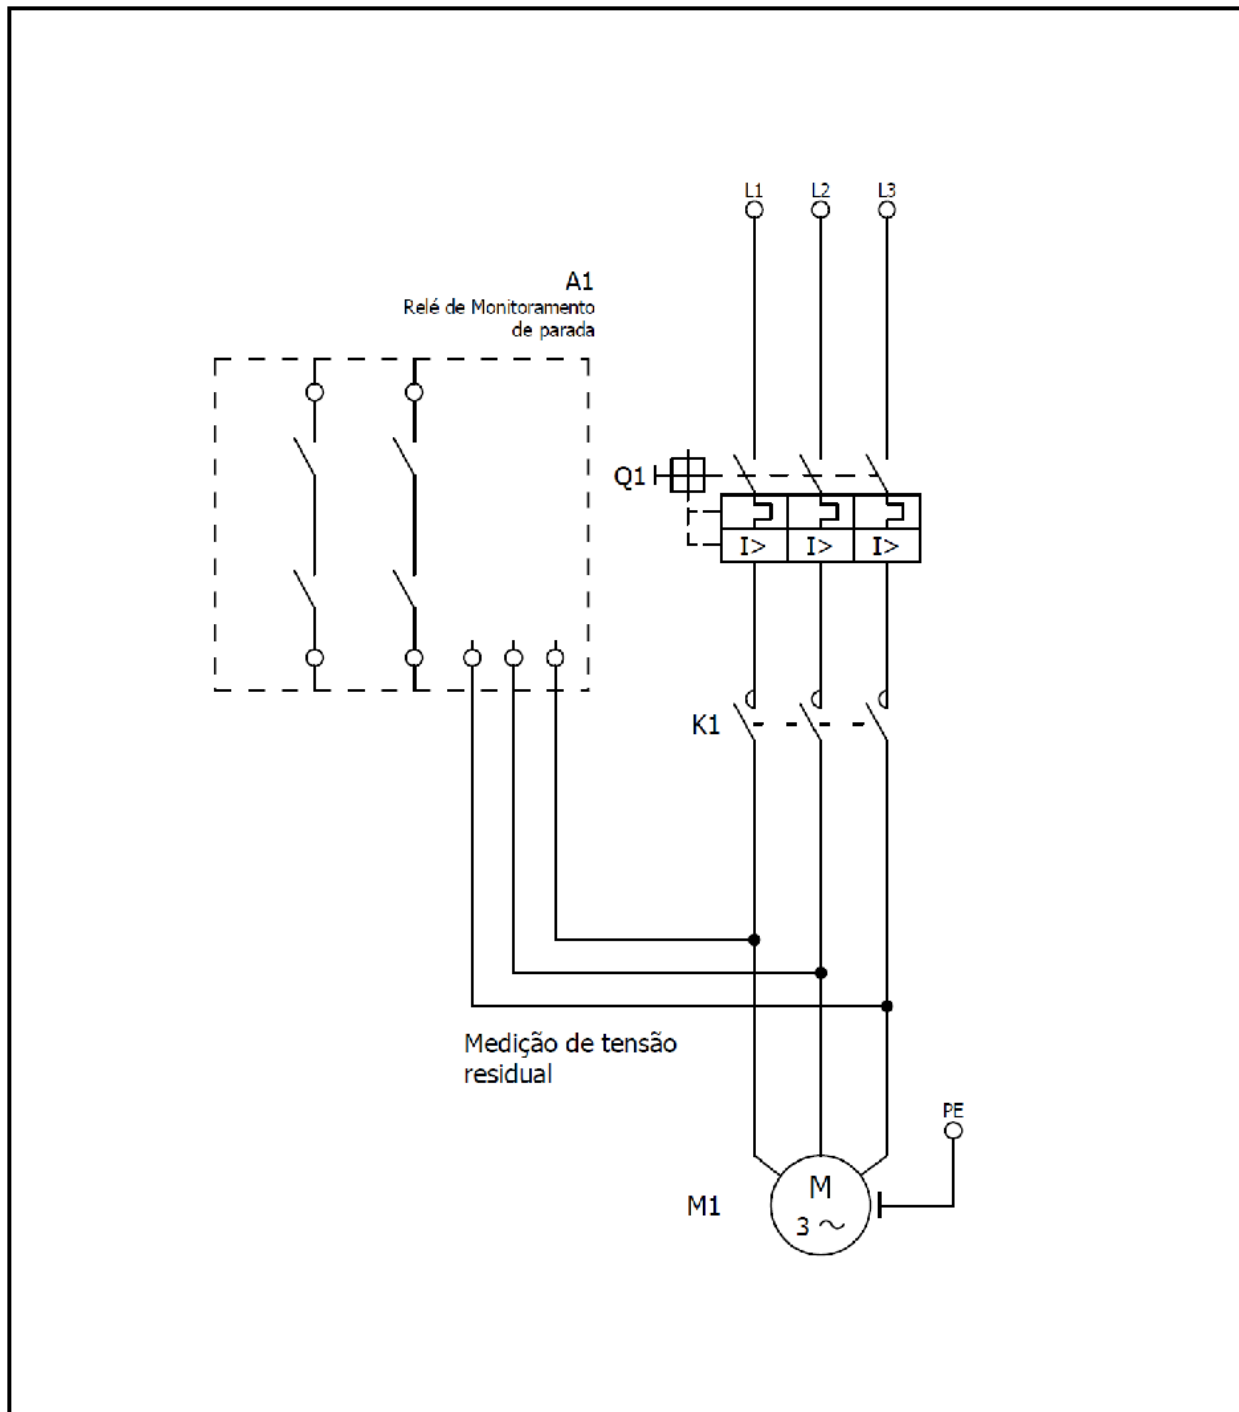 L1 L2 L3
A1
Relé de Monitoramento
de parada
Q1
I> I> I>
K1
Medição de tensão
residual
PE
M1
M
3 ~